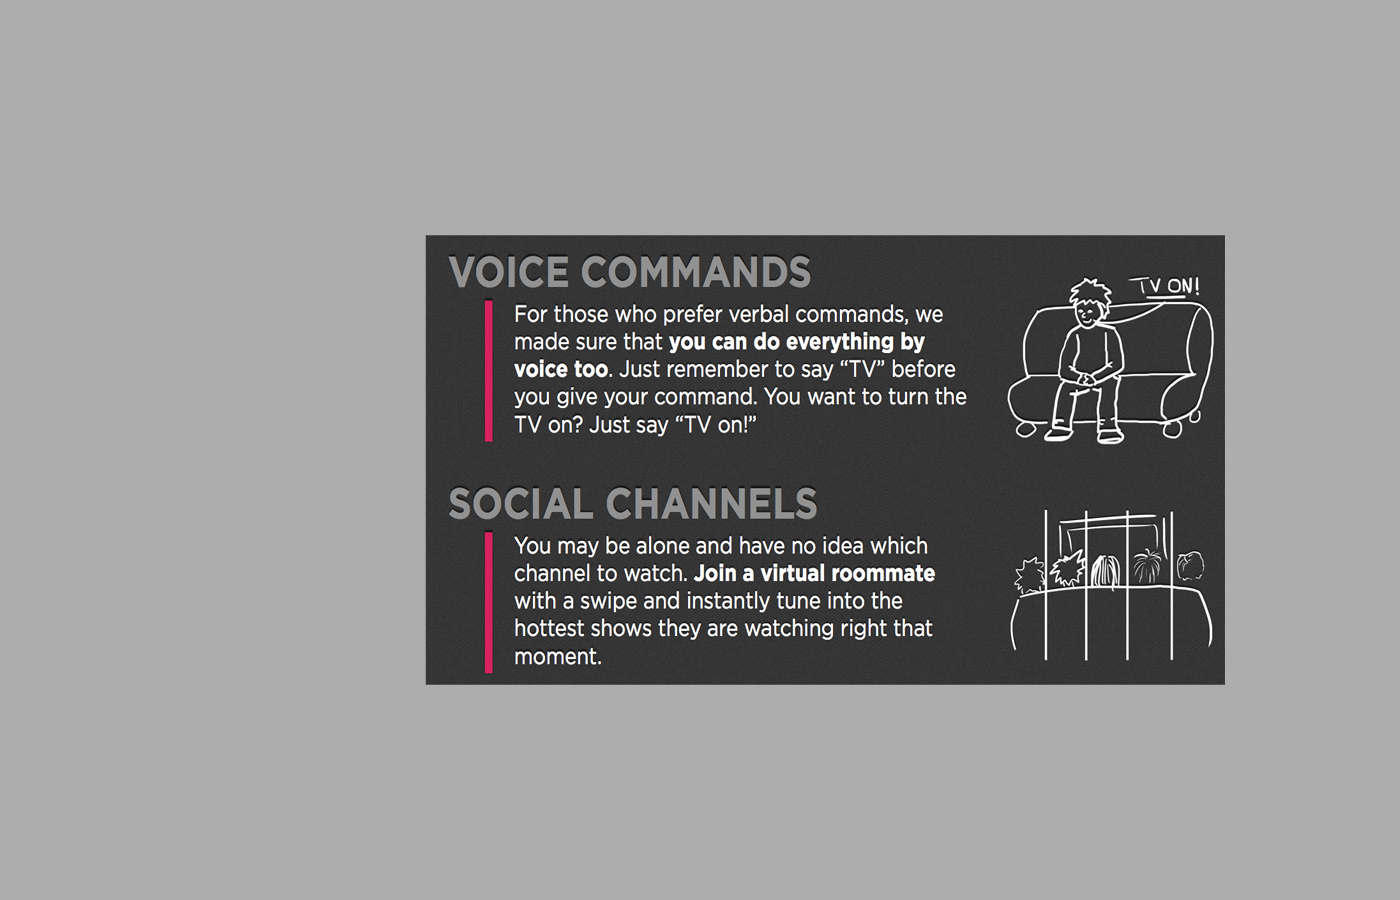 VOICE COMMANDS
For those who prefer verbal commands, we
made sure that you can do everything by
voice too. Just remember to say “TV” before
you give your command. You want to turn the
TV on? Just say “TV on!”
TV ON!
SOCIAL CHANNELS
You may be alone and have no idea which
channel to watch. Join a virtual roommate
with a swipe and instantly tune into the
hottest shows they are watching right that
moment.